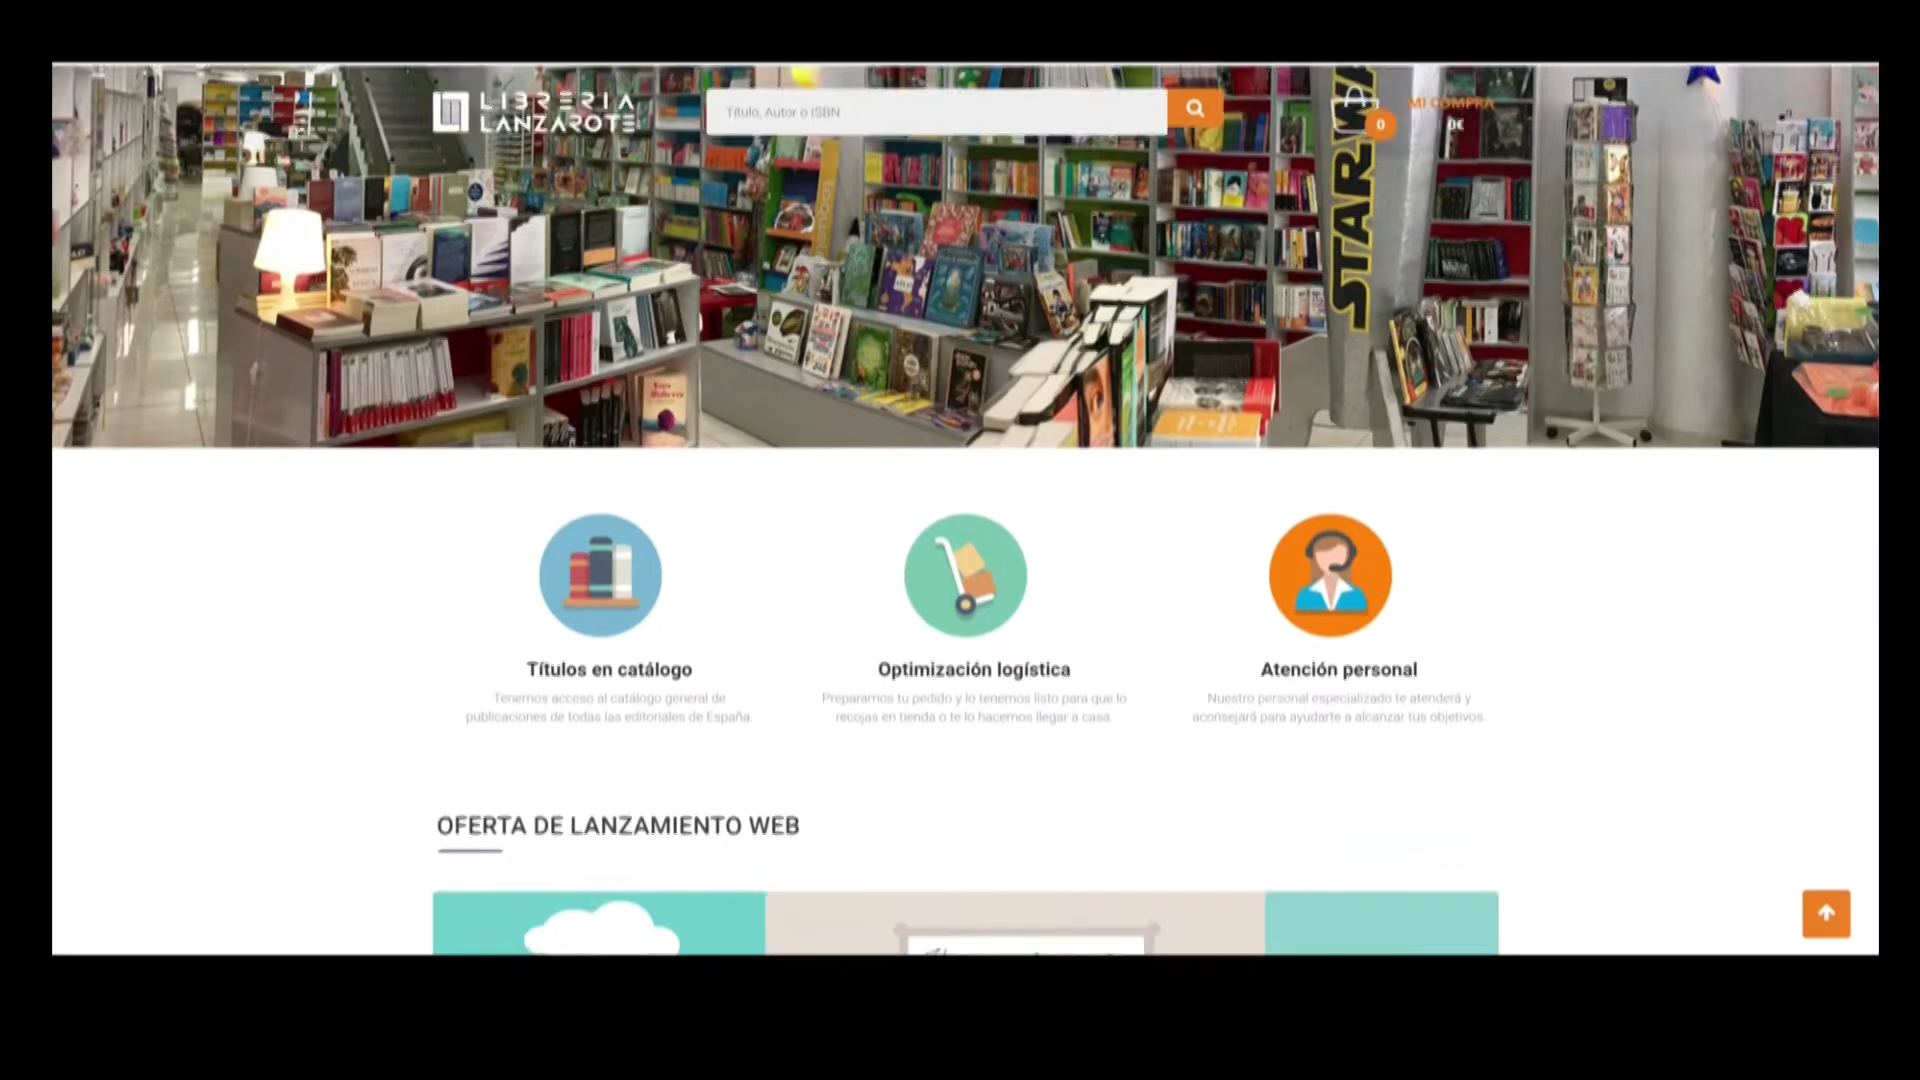 LIBRERIA
LANZAROTE
Título, Autor o ISBN
MI COMPRA
0
0€
STAR WA
Títulos en catálogo
Tenemos acceso al catálogo general de
publicaciones de todas las editoriales de España.
Optimización logística
Preparamos tu pedido y lo tenemos listo para que lo
recojas en tienda o te lo hacemos llegar a casa.
Atención personal
Nuestro personal especializado te atenderá y
aconsejará para ayudarte a alcanzar tus objetivos.
OFERTA DE LANZAMIENTO WEB